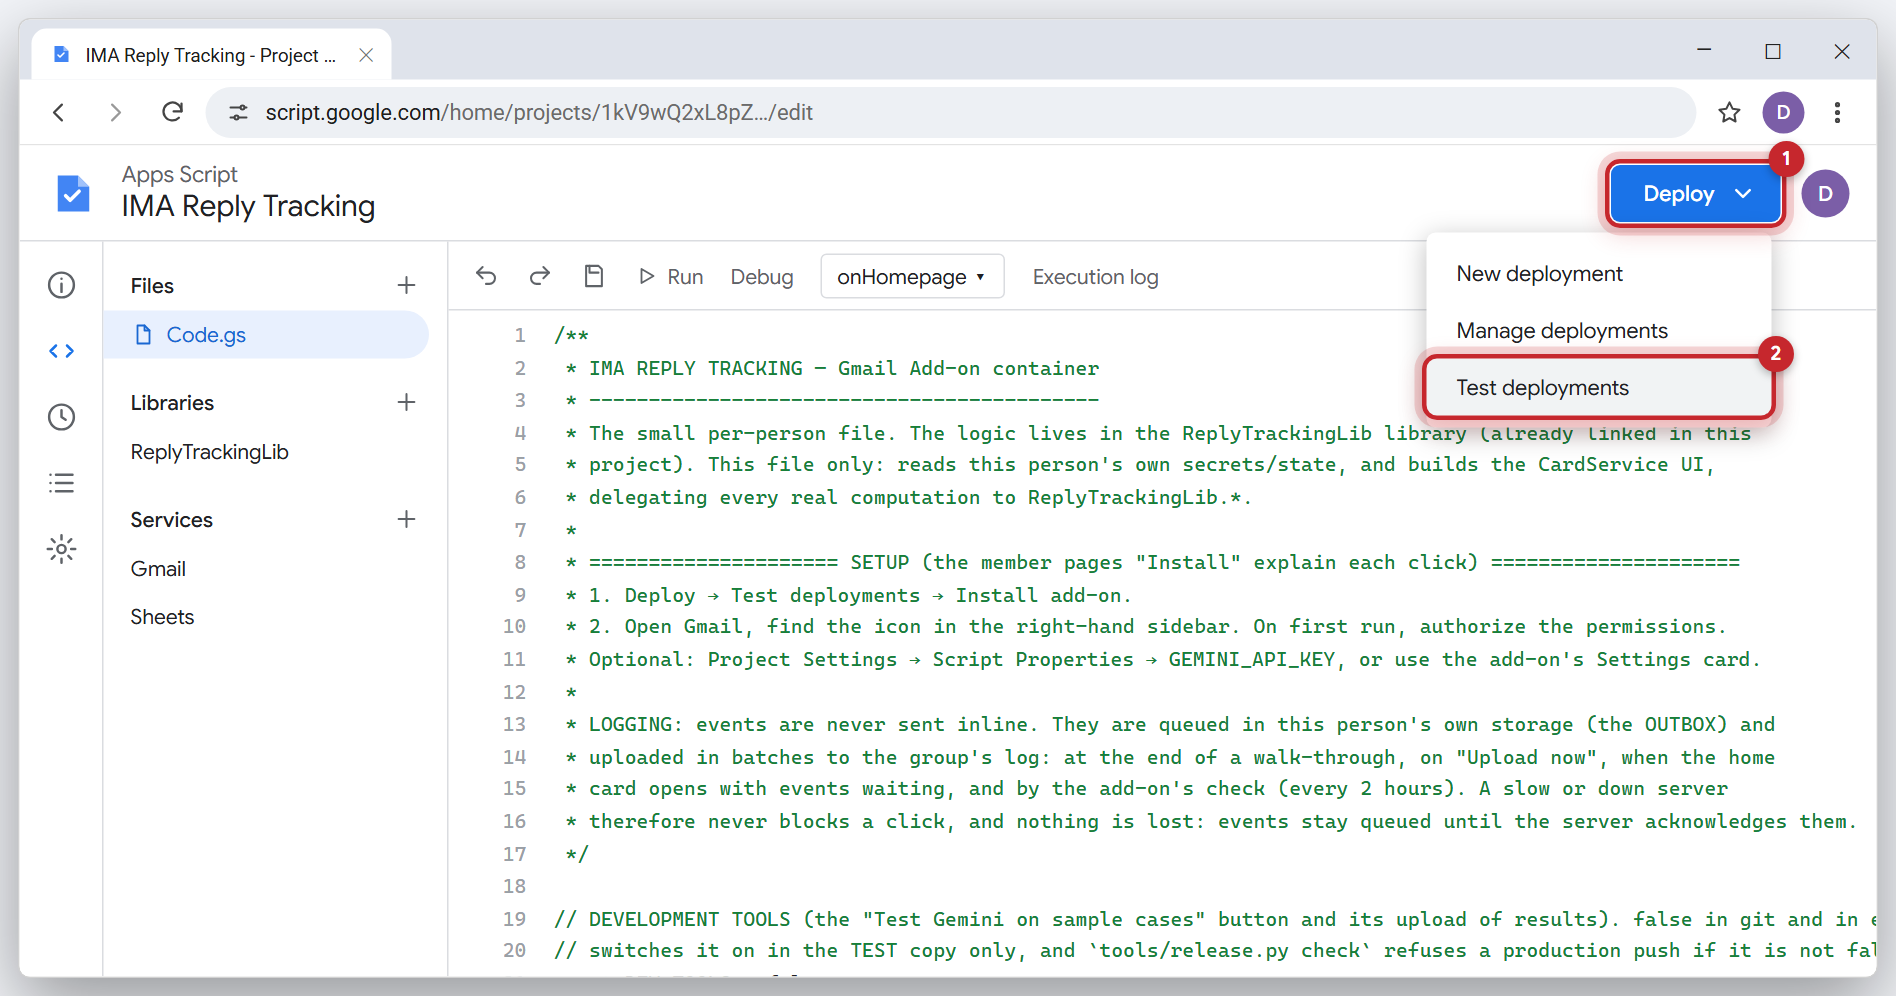 IMA Reply Tracking - Project ...
script.google.com/home/projects/1kV9wQ2xL8pZ.../edit
D
Apps Script
IMA Reply Tracking
Deploy
1
D
New deployment
Manage deployments
2
Test deployments
Files
Code.gs
Libraries
ReplyTrackingLib
Services
Gmail
Sheets
Run
Debug
onHomepage
Execution log
1 /**
2 * IMA REPLY TRACKING — Gmail Add-on container
3 * -------------------------------------------
4 * The small per-person file. The logic lives in the ReplyTrackingLib library (already linked in this
5 * project). This file only: reads this person's own secrets/state, and builds the CardService UI,
6 * delegating every real computation to ReplyTrackingLib.*.
7 *
8 * ===================== SETUP (the member pages "Install" explain each click) =====================
9 * 1. Deploy → Test deployments → Install add-on.
10 * 2. Open Gmail, find the icon in the right-hand sidebar. On first run, authorize the permissions.
11 * Optional: Project Settings → Script Properties → GEMINI_API_KEY, or use the add-on's Settings card.
12 *
13 * LOGGING: events are never sent inline. They are queued in this person's own storage (the OUTBOX) and
14 * uploaded in batches to the group's log: at the end of a walk-through, on "Upload now", when the home
15 * card opens with events waiting, and by the add-on's check (every 2 hours). A slow or down server
16 * therefore never blocks a click, and nothing is lost: events stay queued until the server acknowledges them.
17 */
18
19 // DEVELOPMENT TOOLS (the "Test Gemini on sample cases" button and its upload of results). false in git and in
20 // switches it on in the TEST copy only, and `tools/release.py check` refuses a production push if it is not